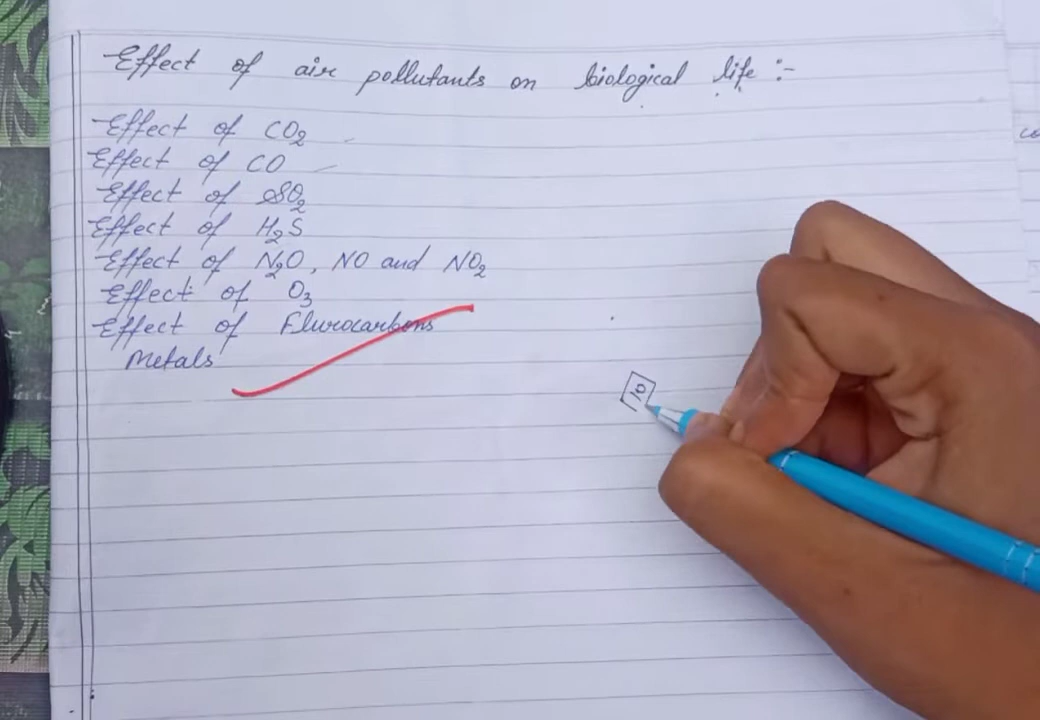 Effect of air pollutants on biological life :-
Effect of CO₂
Effect of CO
Effect of SO₂
Effect of H₂S
Effect of N₂O, NO and NO₂
Effect of O₃
Effect of Flurocarbons
Metals
10